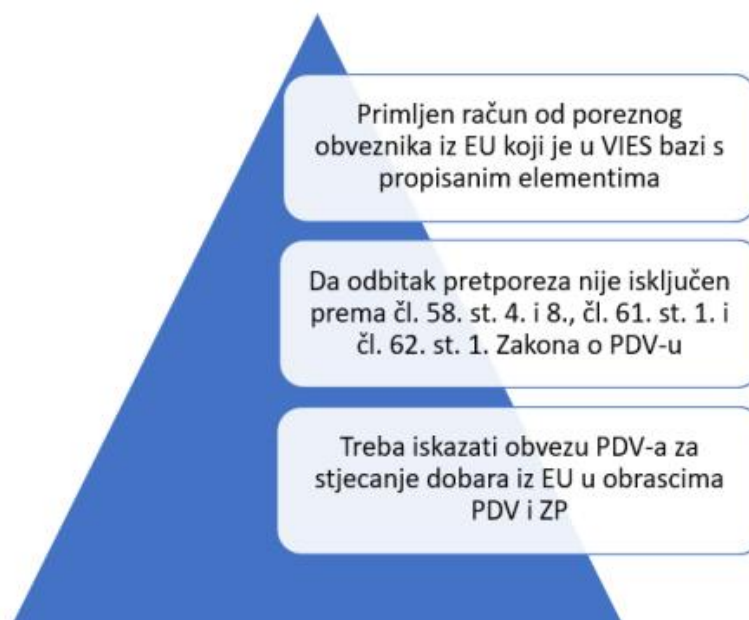 Primljen račun od poreznog
obveznika iz EU koji je u VIES bazi s
propisanim elementima
Da odbitak pretporeza nije isključen
prema čl. 58. st. 4. i 8., čl. 61. st. 1. i
čl. 62. st. 1. Zakona o PDV-u
Treba iskazati obvezu PDV-a za
stjecanje dobara iz EU u obrascima
PDV i ZP